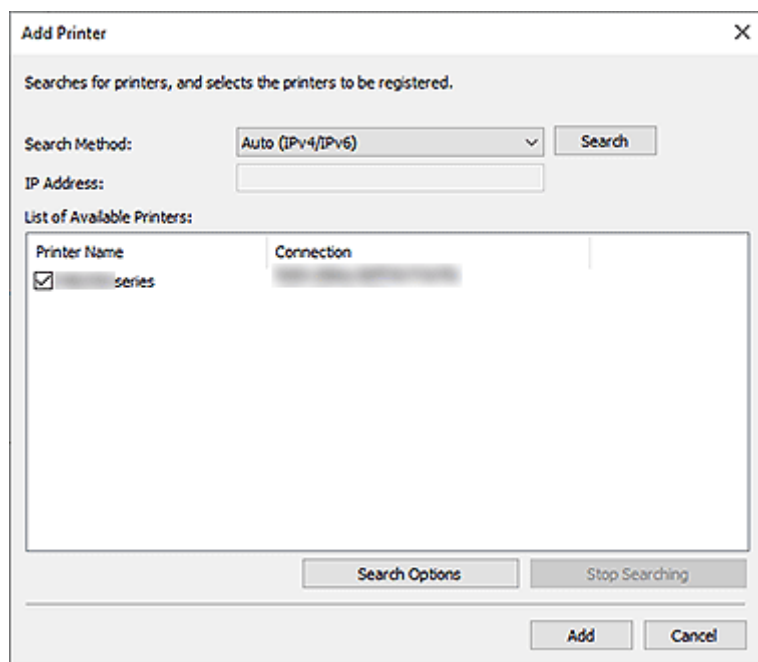 Add Printer
Searches for printers, and selects the printers to be registered.
Search Method: Auto (IPv4/IPv6) Search
IP Address:
List of Available Printers:
Printer Name Connection
series
Search Options Stop Searching
Add Cancel